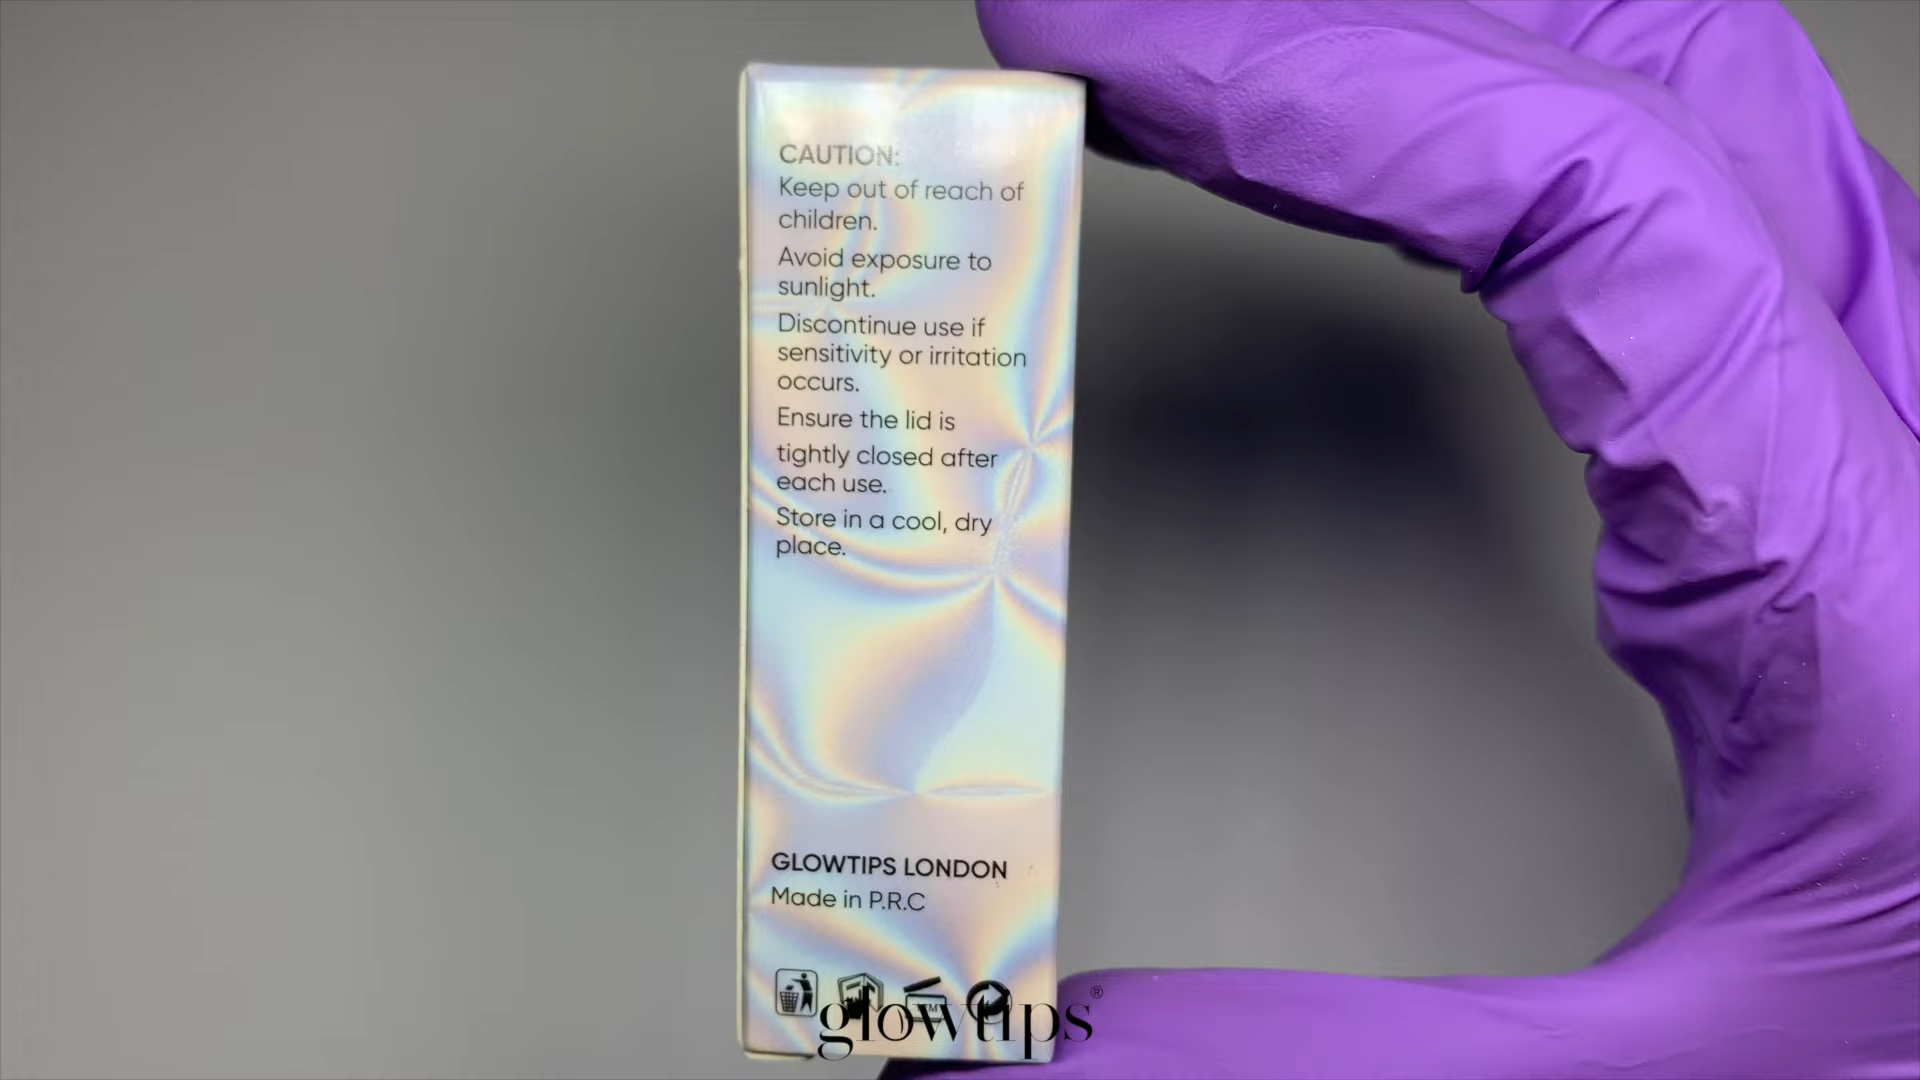 CAUTION:
Keep out of reach of
children.
Avoid exposure to
sunlight.
Discontinue use if
sensitivity or irritation
occurs.
Ensure the lid is
tightly closed after
each use.
Store in a cool, dry
place.
GLOWTIPS LONDON
Made in P.R.C
glowtips®